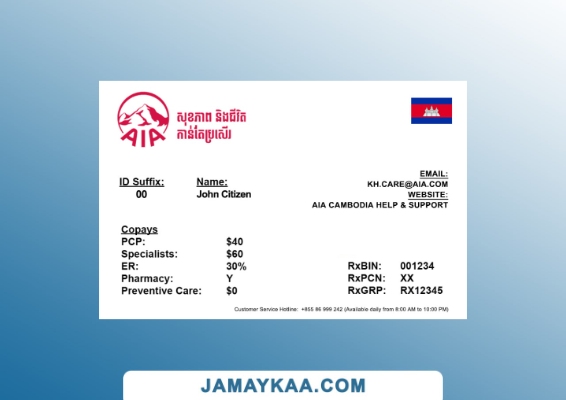 AIA
សុខភាព និងជីវិត
កាន់តែប្រសើរ
EMAIL:
KH.CARE@AIA.COM
WEBSITE:
AIA CAMBODIA HELP & SUPPORT
ID Suffix: Name:
00 John Citizen
Copays
PCP: $40
Specialists: $60
ER: 30% RxBIN: 001234
Pharmacy: Y RxPCN: XX
Preventive Care: $0 RxGRP: RX12345
Customer Service Hotline: +855 86 999 242 (Available daily from 8:00 AM to 10:00 PM)
JAMAYKAA.COM